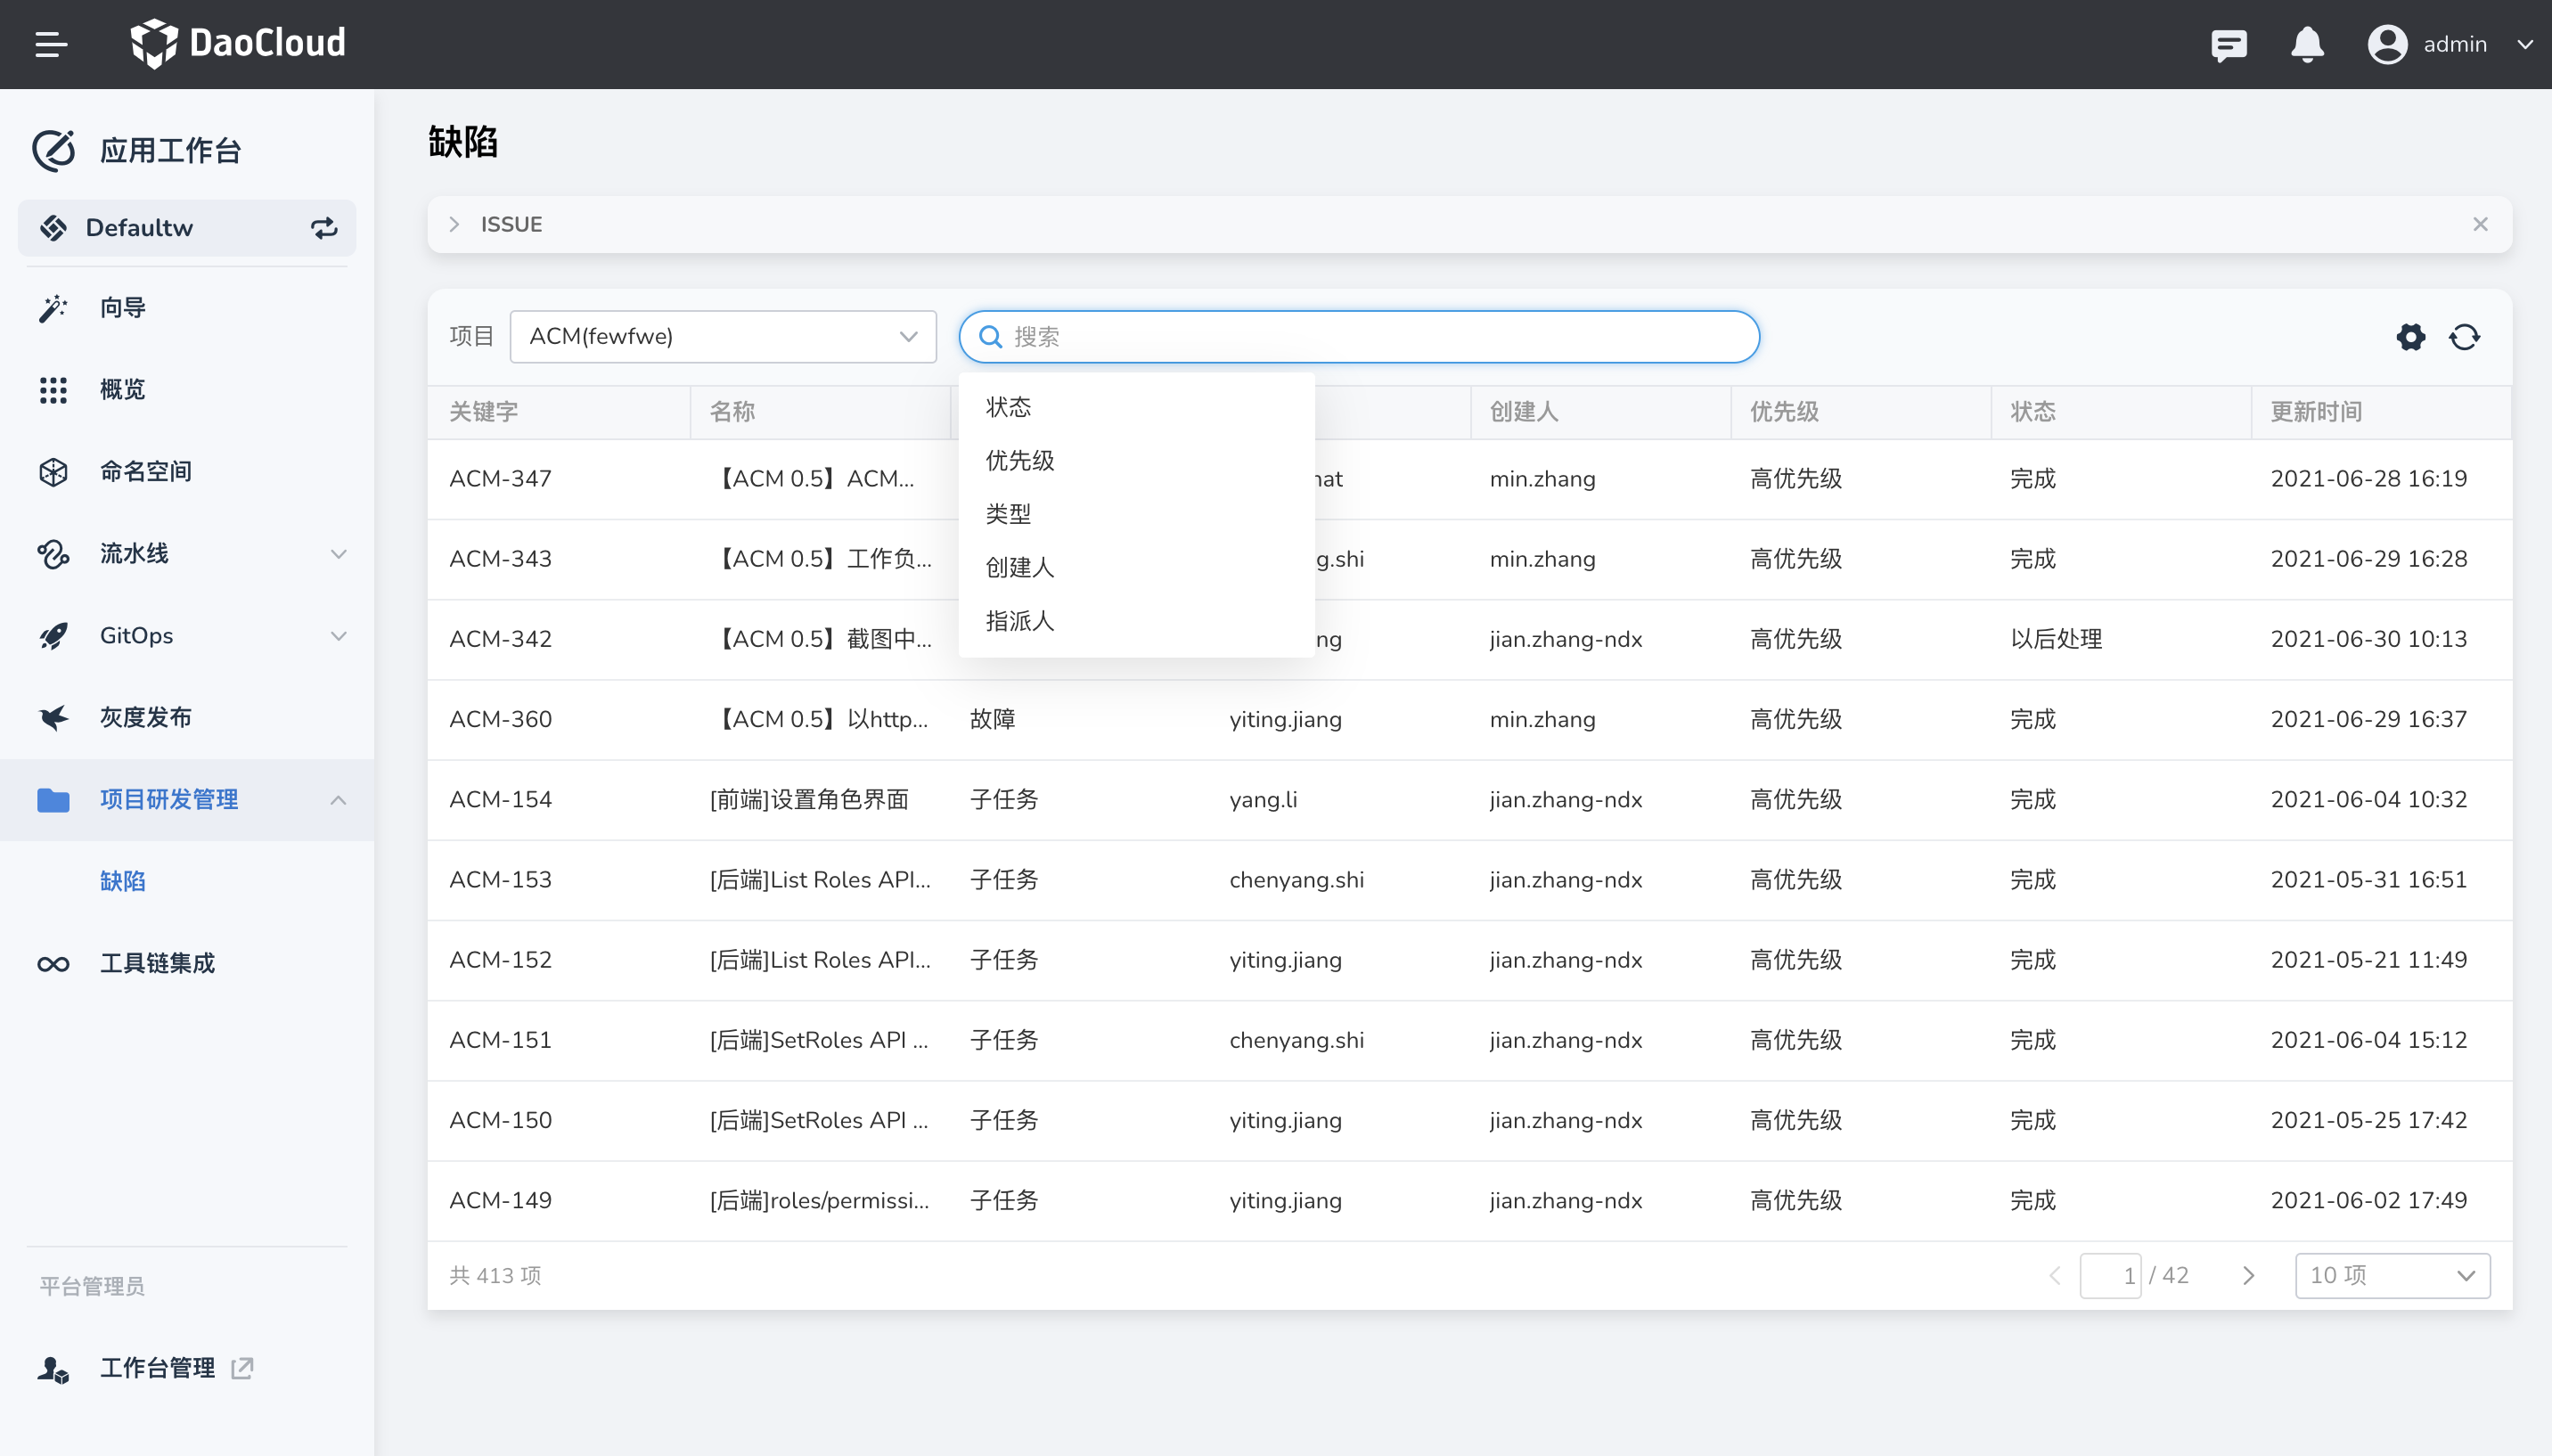 DaoCloud
admin
应用工作台
Defaultw
向导
概览
命名空间
流水线
GitOps
灰度发布
项目研发管理
缺陷
工具链集成
平台管理员
工作台管理
缺陷
ISSUE
项目 ACM(fewfwe) 搜索
状态
优先级
类型
创建人
指派人
关键字 名称 创建人 优先级 状态 更新时间
ACM-347 【ACM 0.5】ACM... min.zhang 高优先级 完成 2021-06-28 16:19
ACM-343 【ACM 0.5】工作负... g.shi min.zhang 高优先级 完成 2021-06-29 16:28
ACM-342 【ACM 0.5】截图中... ng jian.zhang-ndx 高优先级 以后处理 2021-06-30 10:13
ACM-360 【ACM 0.5】以http... 故障 yiting.jiang min.zhang 高优先级 完成 2021-06-29 16:37
ACM-154 [前端]设置角色界面 子任务 yang.li jian.zhang-ndx 高优先级 完成 2021-06-04 10:32
ACM-153 [后端]List Roles API... 子任务 chenyang.shi jian.zhang-ndx 高优先级 完成 2021-05-31 16:51
ACM-152 [后端]List Roles API... 子任务 yiting.jiang jian.zhang-ndx 高优先级 完成 2021-05-21 11:49
ACM-151 [后端]SetRoles API ... 子任务 chenyang.shi jian.zhang-ndx 高优先级 完成 2021-06-04 15:12
ACM-150 [后端]SetRoles API ... 子任务 yiting.jiang jian.zhang-ndx 高优先级 完成 2021-05-25 17:42
ACM-149 [后端]roles/permissi... 子任务 yiting.jiang jian.zhang-ndx 高优先级 完成 2021-06-02 17:49
共 413 项 1 / 42 10 项